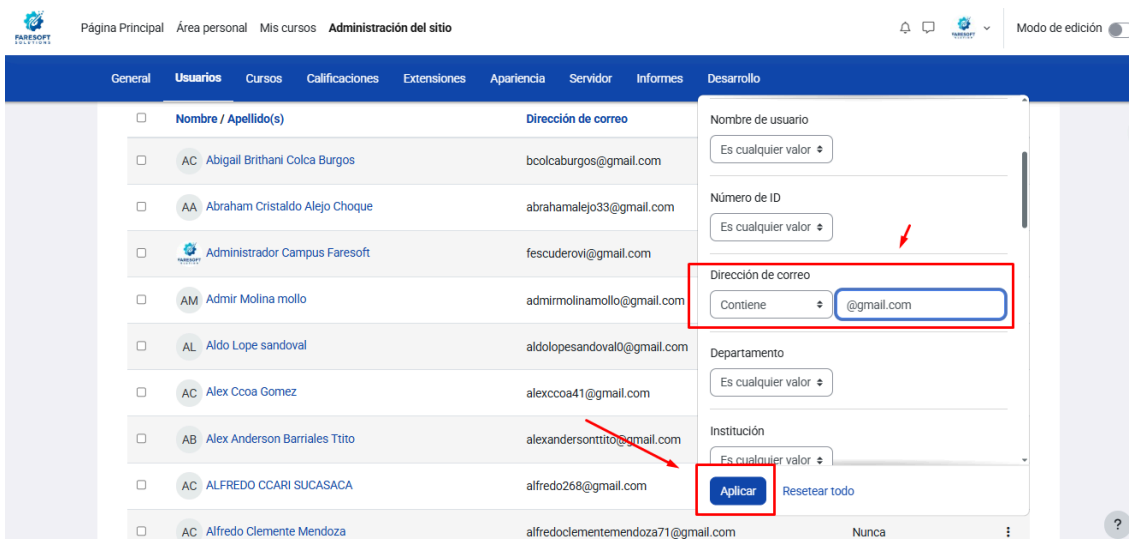 FARESOFT
SOLUTIONS
Página Principal Área personal Mis cursos Administración del sitio
Modo de edición
General Usuarios Cursos Calificaciones Extensiones Apariencia Servidor Informes Desarrollo
Nombre / Apellido(s) Dirección de correo
AC Abigail Brithani Colca Burgos bcolcaburgos@gmail.com
AA Abraham Cristaldo Alejo Choque abrahamalejo33@gmail.com
Administrador Campus Faresoft fescuderovi@gmail.com
AM Admir Molina mollo admirmolinamollo@gmail.com
AL Aldo Lope sandoval aldolopesandoval0@gmail.com
AC Alex Ccoa Gomez alexccoa41@gmail.com
AB Alex Anderson Barriales Ttito alexandersonttito@gmail.com
AC ALFREDO CCARI SUCASACA alfredo268@gmail.com
AC Alfredo Clemente Mendoza alfredoclementemendoza71@gmail.com Nunca
Nombre de usuario
Es cualquier valor
Número de ID
Es cualquier valor
Dirección de correo
Contiene @gmail.com
Departamento
Es cualquier valor
Institución
Es cualquier valor
Aplicar Resetear todo
?